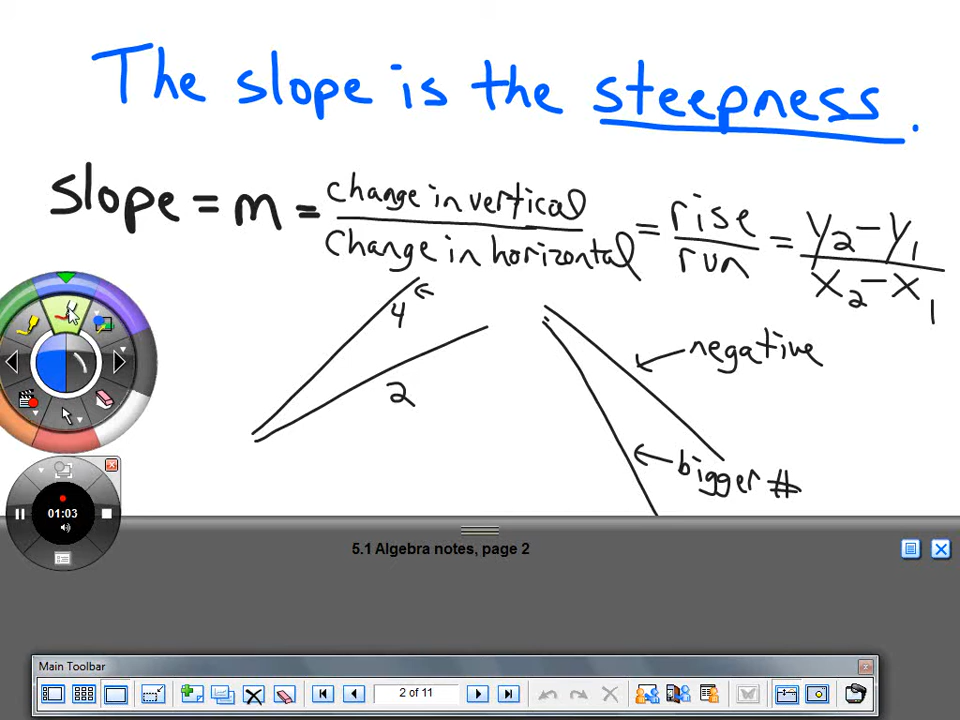 The slope is the steepness.
slope = m = change in vertical / change in horizontal = rise / run = y₂ - y₁ / x₂ - x₁
4
2
negative
bigger #
01:03
5.1 Algebra notes, page 2
Main Toolbar
2 of 11